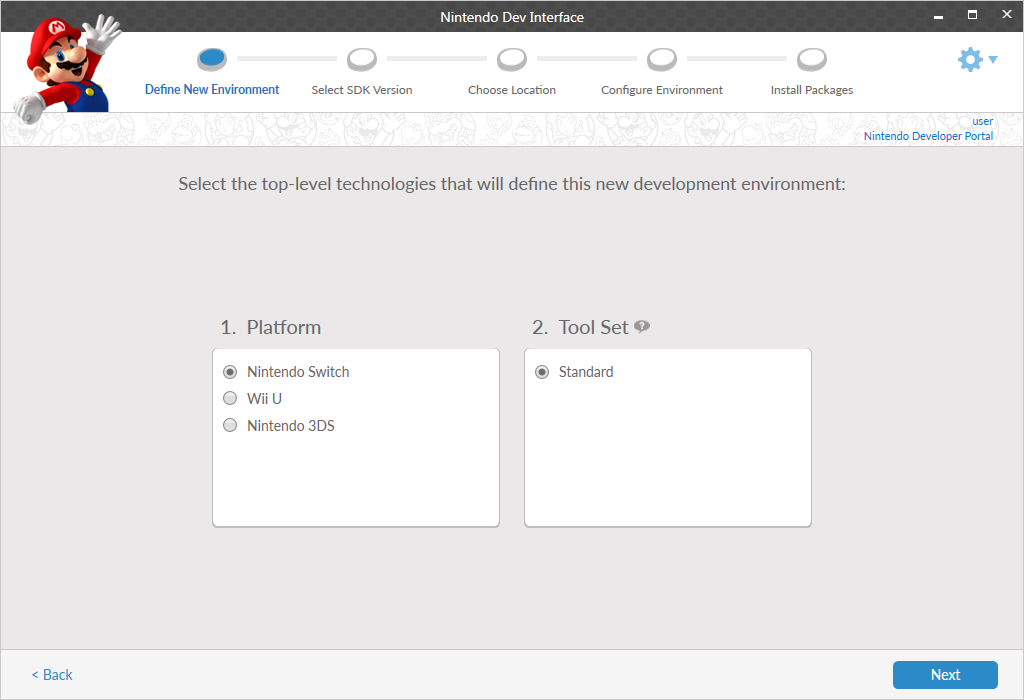 Nintendo Dev Interface
Define New Environment
Select SDK Version
Choose Location
Configure Environment
Install Packages
user
Nintendo Developer Portal
Select the top-level technologies that will define this new development environment:
1. Platform
Nintendo Switch
Wii U
Nintendo 3DS
2. Tool Set ?
Standard
< Back
Next